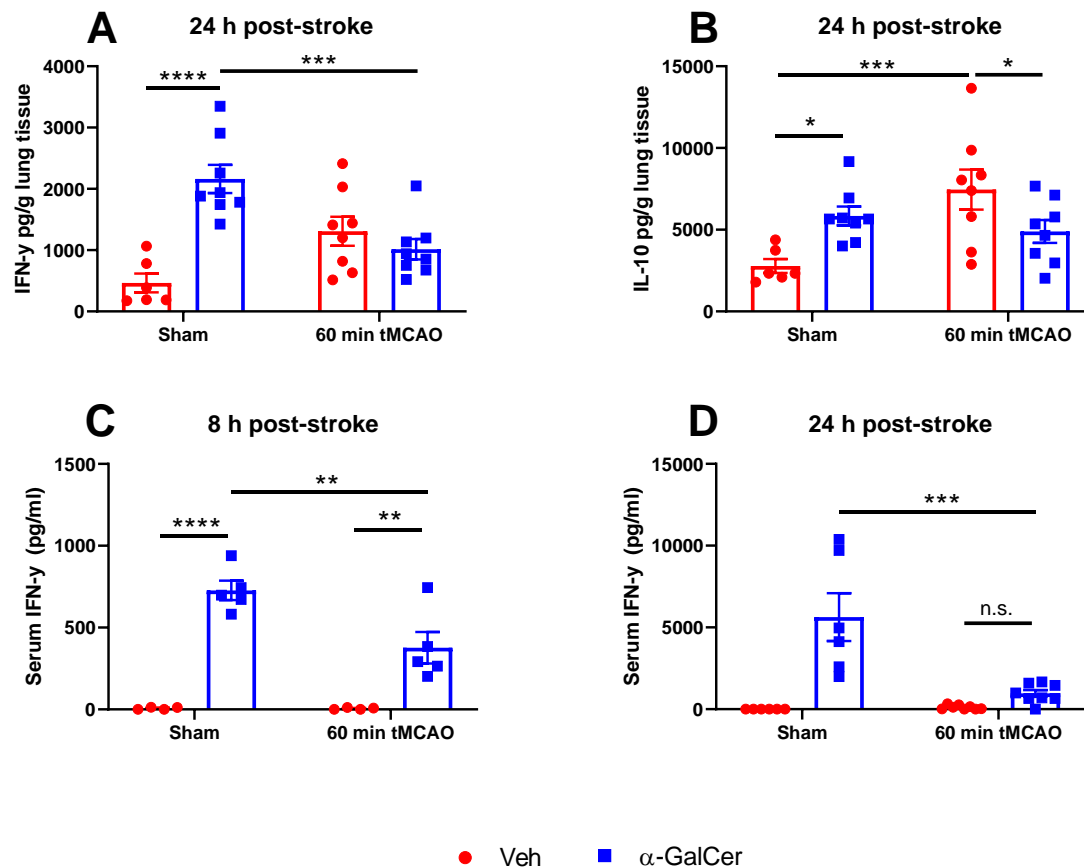 A
24 h post-stroke
IFN-y pg/g lung tissue
4000
3000
2000
1000
0
****
***
Sham
60 min tMCAO
B
24 h post-stroke
IL-10 pg/g lung tissue
15000
10000
5000
0
***
*
*
Sham
60 min tMCAO
C
8 h post-stroke
Serum IFN-y (pg/ml)
1500
1000
500
0
**
****
**
Sham
60 min tMCAO
D
24 h post-stroke
Serum IFN-y (pg/ml)
15000
10000
5000
0
***
n.s.
Sham
60 min tMCAO
Veh
α-GalCer